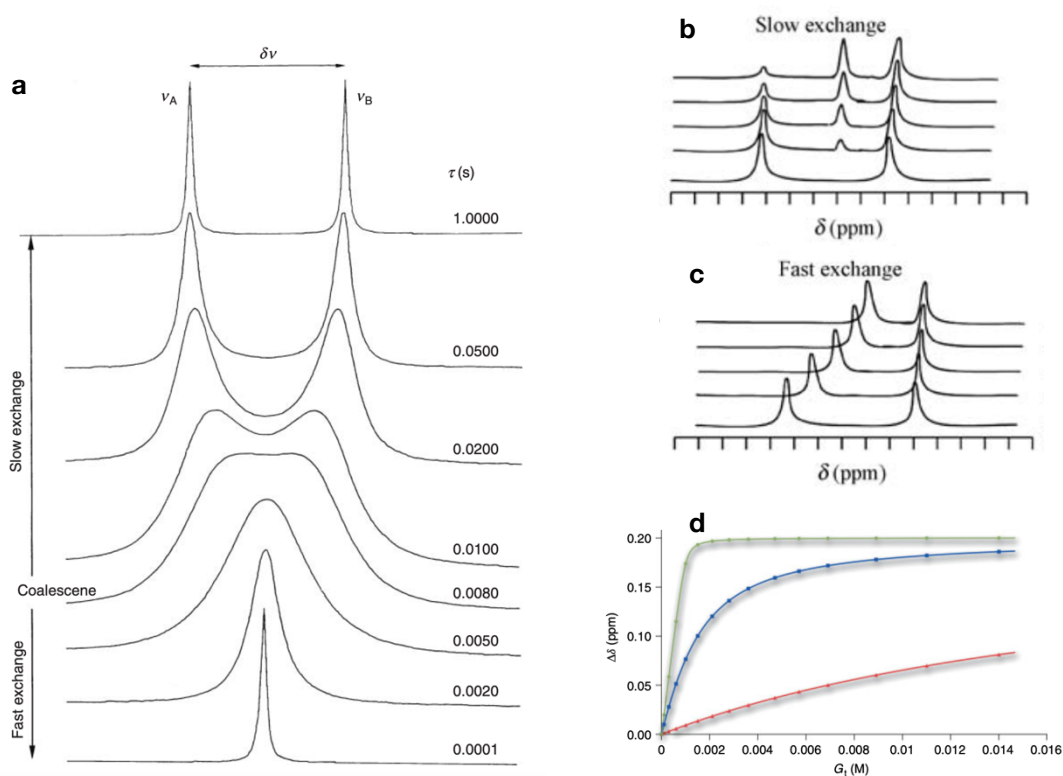 a
δν
νA
νB
τ (s)
1.0000
0.0500
0.0200
0.0100
0.0080
0.0050
0.0020
0.0001
Slow exchange
Coalescene
Fast exchange
b
Slow exchange
δ (ppm)
c
Fast exchange
δ (ppm)
d
0.20
0.15
0.10
0.05
0.00
Δδ (ppm)
0 0.002 0.004 0.006 0.008 0.01 0.012 0.014 0.016
Gt (M)